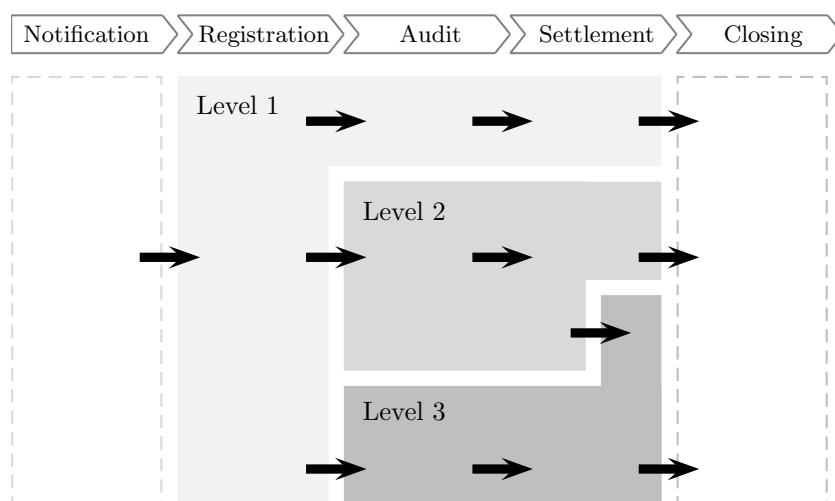 Notification
Registration
Audit
Settlement
Closing
Level 1
Level 2
Level 3